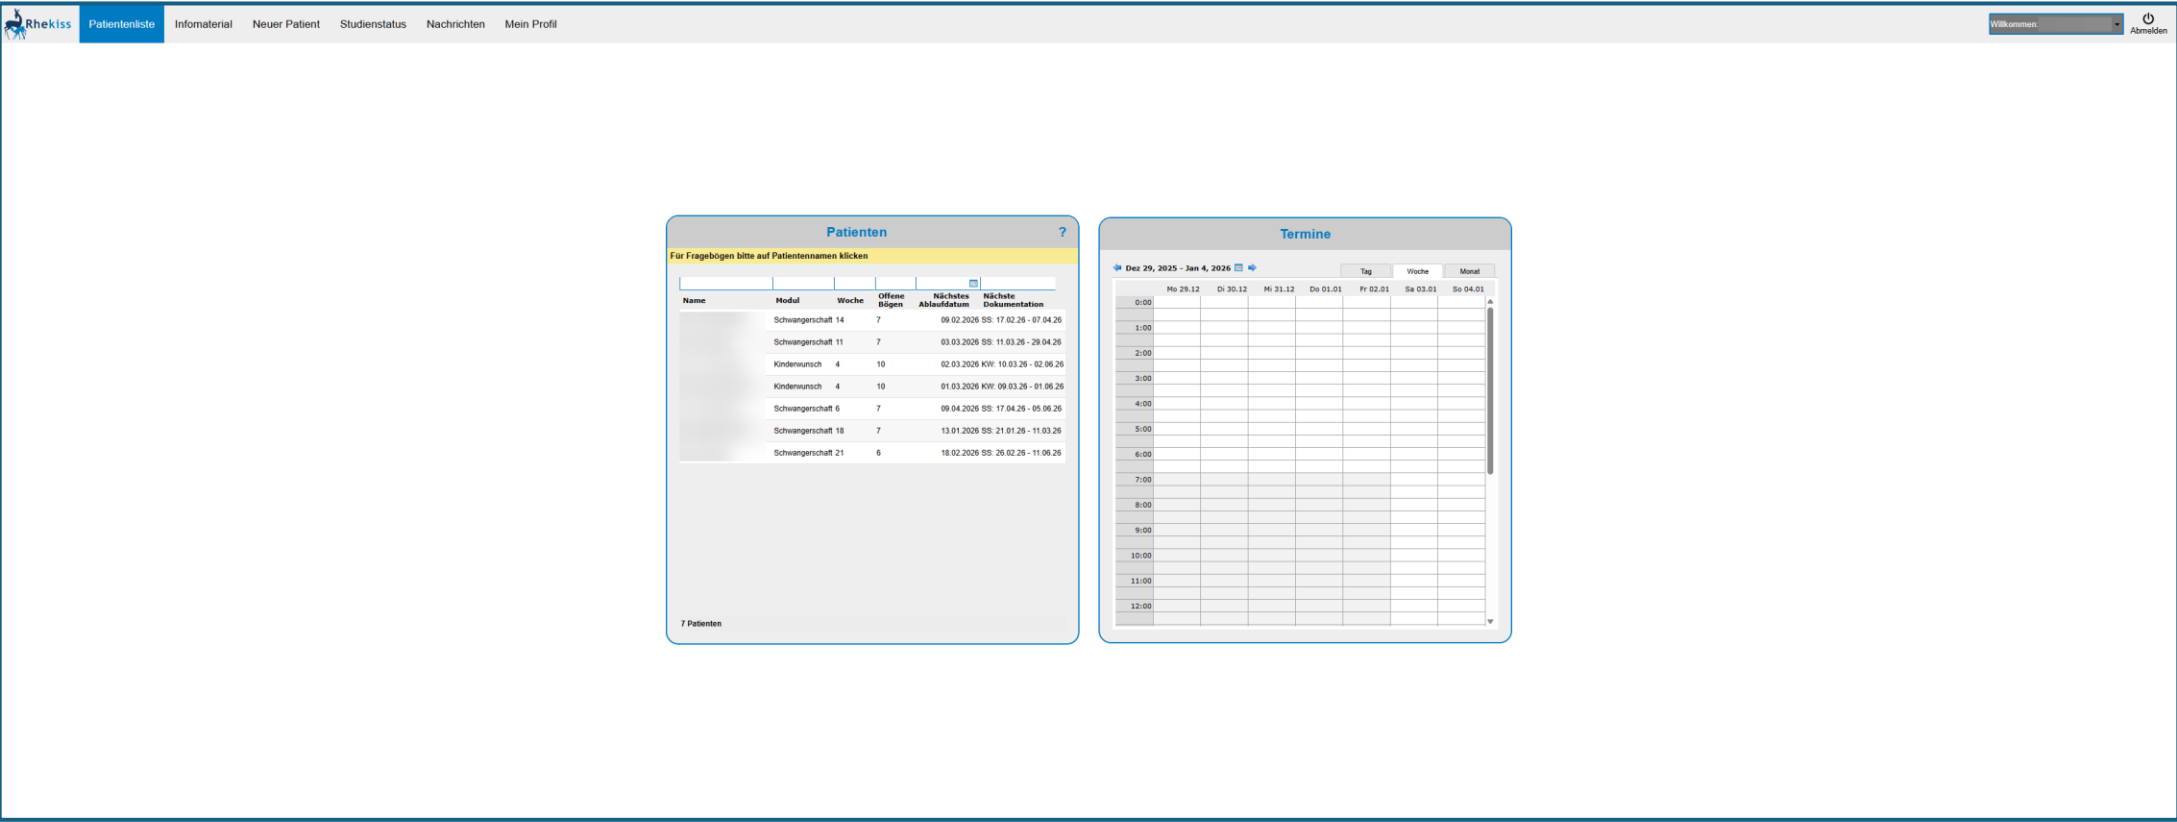 Rhekiss Patientenliste Infomaterial Neuer Patient Studienstatus Nachrichten Mein Profil Willkommen: Abmelden
Patienten ?
Für Fragebögen bitte auf Patientennamen klicken
Name Modul Woche Offene Bögen Nächstes Ablaufdatum Nächste Dokumentation
Schwangerschaft 14 7 09.02.2026 SS: 17.02.26 - 07.04.26
Schwangerschaft 11 7 03.03.2026 SS: 11.03.26 - 29.04.26
Kinderwunsch 4 10 02.03.2026 KW: 10.03.26 - 02.06.26
Kinderwunsch 4 10 01.03.2026 KW: 09.03.26 - 01.06.26
Schwangerschaft 6 7 09.04.2026 SS: 17.04.26 - 05.06.26
Schwangerschaft 18 7 13.01.2026 SS: 21.01.26 - 11.03.26
Schwangerschaft 21 6 18.02.2026 SS: 26.02.26 - 11.06.26
7 Patienten
Termine
Dez 29, 2025 - Jan 4, 2026 Tag Woche Monat
Mo 29.12 Di 30.12 Mi 31.12 Do 01.01 Fr 02.01 Sa 03.01 So 04.01
0:00
1:00
2:00
3:00
4:00
5:00
6:00
7:00
8:00
9:00
10:00
11:00
12:00